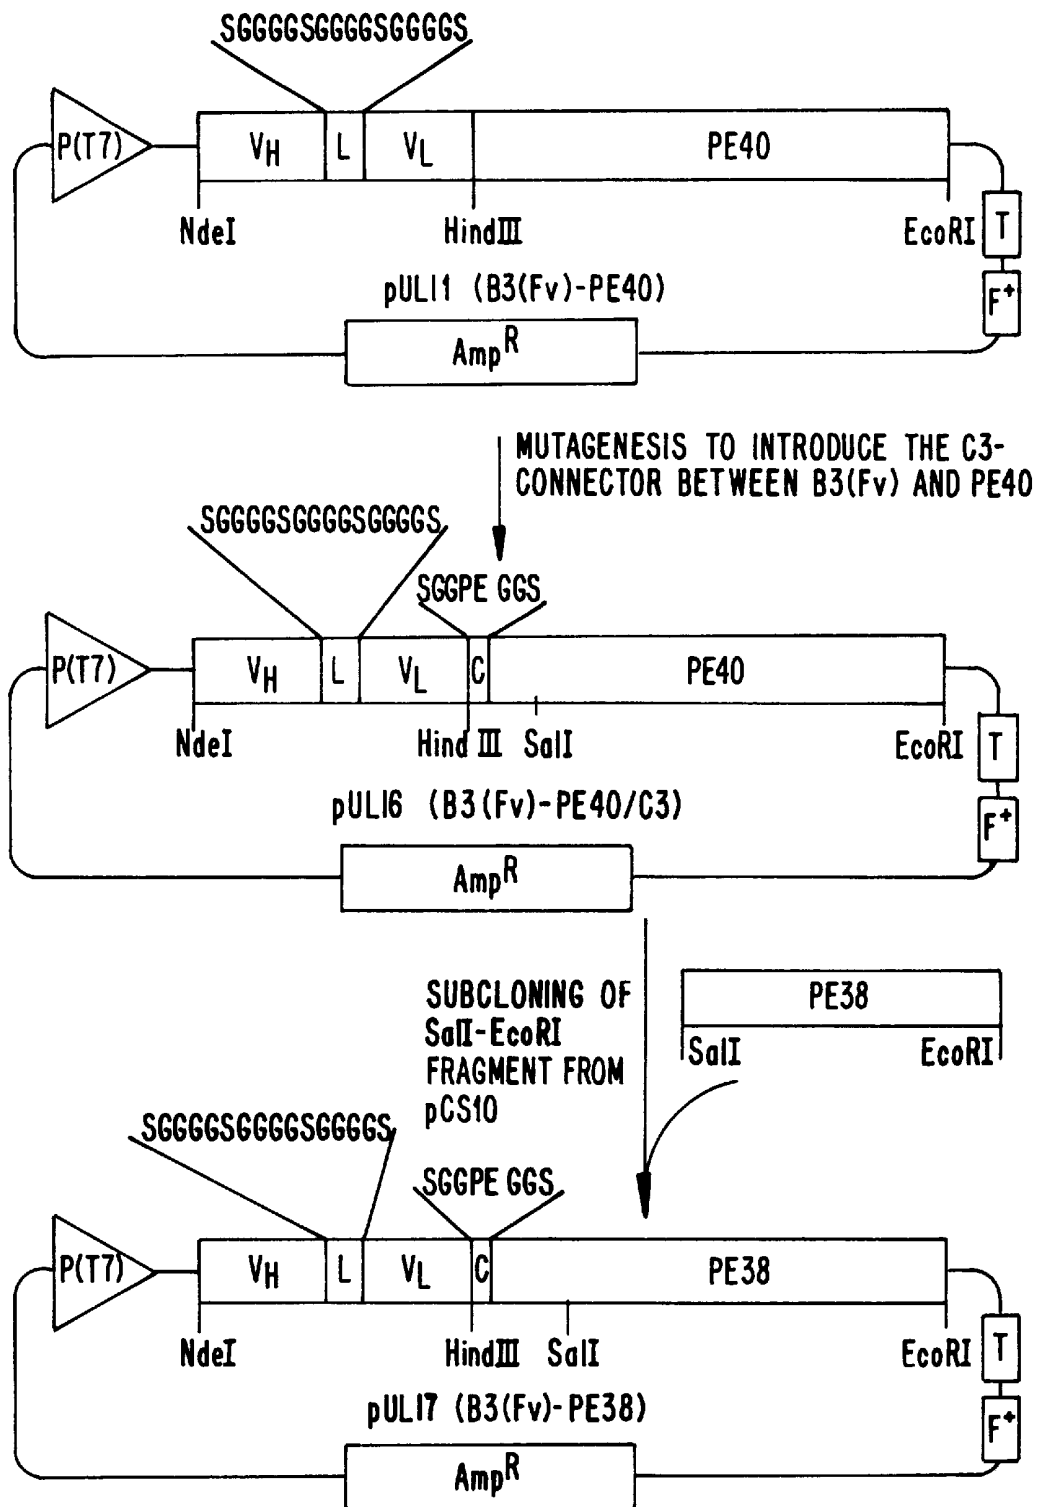 SGGGGSGGGGSGGGGS
P(T7) VH L VL PE40
NdeI HindIII EcoRI T
F+
pULI1 (B3(Fv)-PE40)
AmpR
MUTAGENESIS TO INTRODUCE THE C3-
CONNECTOR BETWEEN B3(Fv) AND PE40
SGGGGSGGGGSGGGGS
SGGPE GGS
P(T7) VH L VL C PE40
NdeI Hind III SalI EcoRI T
F+
pULI6 (B3(Fv)-PE40/C3)
AmpR
SUBCLONING OF
SalI-EcoRI
FRAGMENT FROM
pCS10
PE38
SalI EcoRI
SGGGGSGGGGSGGGGS
SGGPE GGS
P(T7) VH L VL C PE38
NdeI HindIII SalI EcoRI T
F+
pULI7 (B3(Fv)-PE38)
AmpR